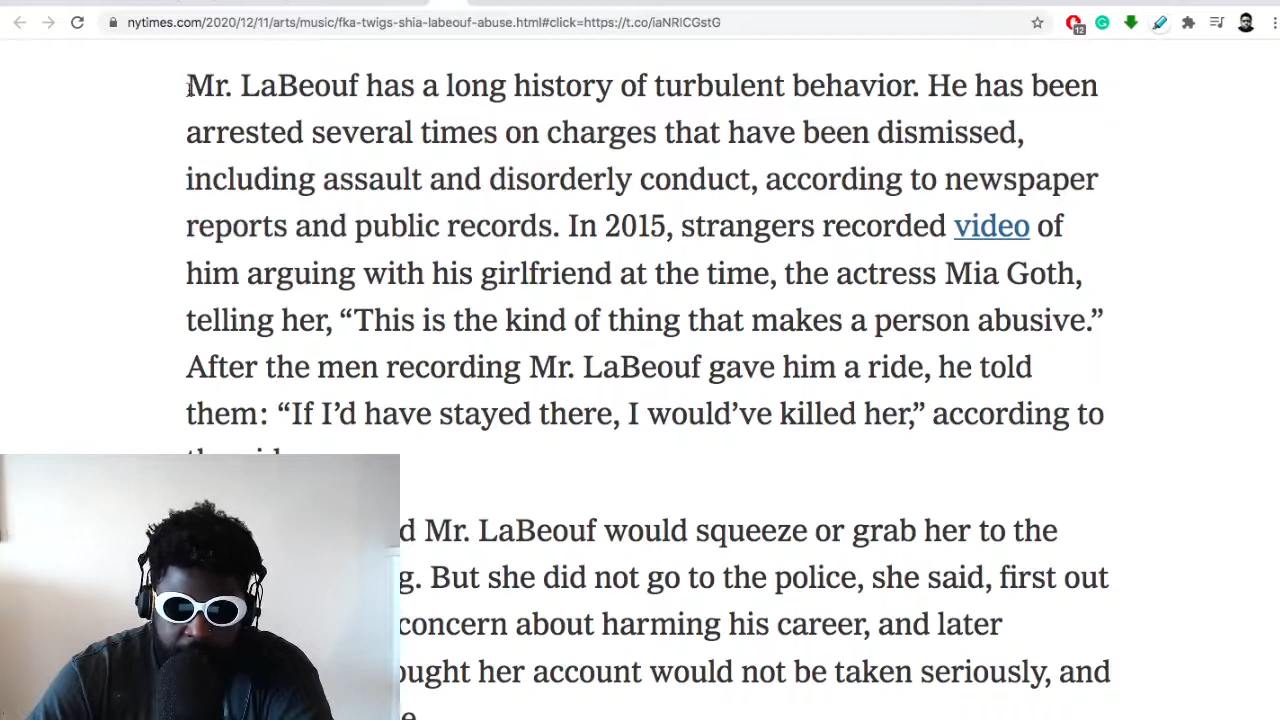 nytimes.com/2020/12/11/arts/music/fka-twigs-shia-labeouf-abuse.html#click=https://t.co/iaNRICGstG
12
Mr. LaBeouf has a long history of turbulent behavior. He has been
arrested several times on charges that have been dismissed,
including assault and disorderly conduct, according to newspaper
reports and public records. In 2015, strangers recorded video of
him arguing with his girlfriend at the time, the actress Mia Goth,
telling her, “This is the kind of thing that makes a person abusive.”
After the men recording Mr. LaBeouf gave him a ride, he told
them: “If I’d have stayed there, I would’ve killed her,” according to
d Mr. LaBeouf would squeeze or grab her to the
g. But she did not go to the police, she said, first out
concern about harming his career, and later
ought her account would not be taken seriously, and